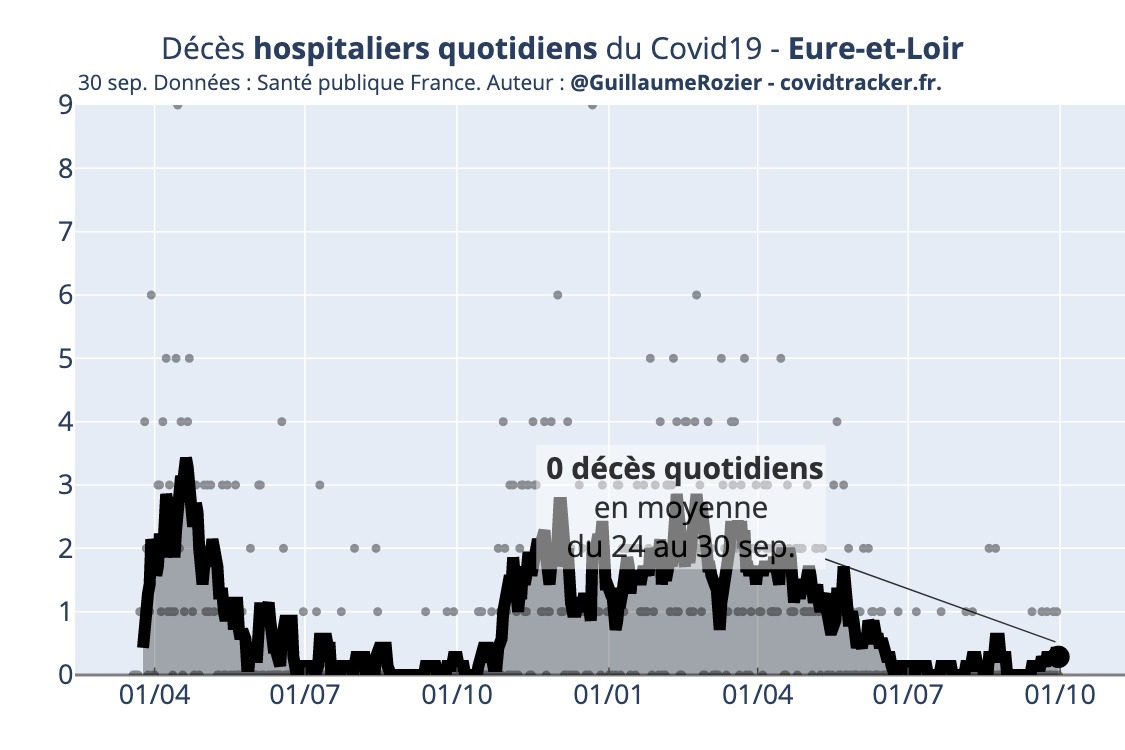 Décès hospitaliers quotidiens du Covid19 - Eure-et-Loir
30 sep. Données : Santé publique France. Auteur : @GuillaumeRozier - covidtracker.fr.
9
8
7
6
5
4
3
2
1
0
0 décès quotidiens
en moyenne
du 24 au 30 sep.
01/04 01/07 01/10 01/01 01/04 01/07 01/10